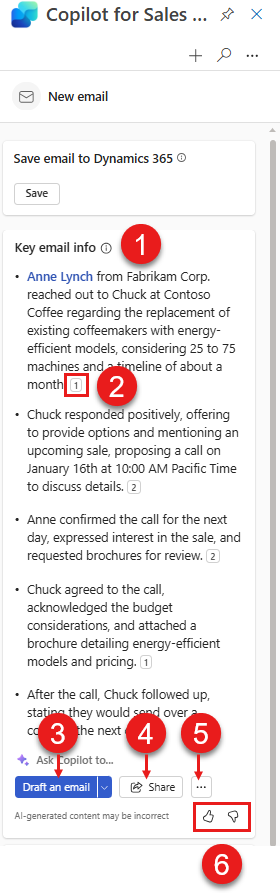 Copilot for Sales ...
New email
Save email to Dynamics 365
Save
Key email info
1
Anne Lynch from Fabrikam Corp.
reached out to Chuck at Contoso
Coffee regarding the replacement of
existing coffeemakers with energy-
efficient models, considering 25 to 75
machines and a timeline of about a
month. 1
2
Chuck responded positively, offering
to provide options and mentioning an
upcoming sale, proposing a call on
January 16th at 10:00 AM Pacific Time
to discuss details. 2
Anne confirmed the call for the next
day, expressed interest in the sale, and
requested brochures for review. 2
Chuck agreed to the call,
acknowledged the budget
considerations, and attached a
brochure detailing energy-efficient
models and pricing. 1
After the call, Chuck followed up,
stating they would send over a
the next
3
4
5
Ask Copilot to...
Draft an email
Share
...
AI-generated content may be incorrect
6